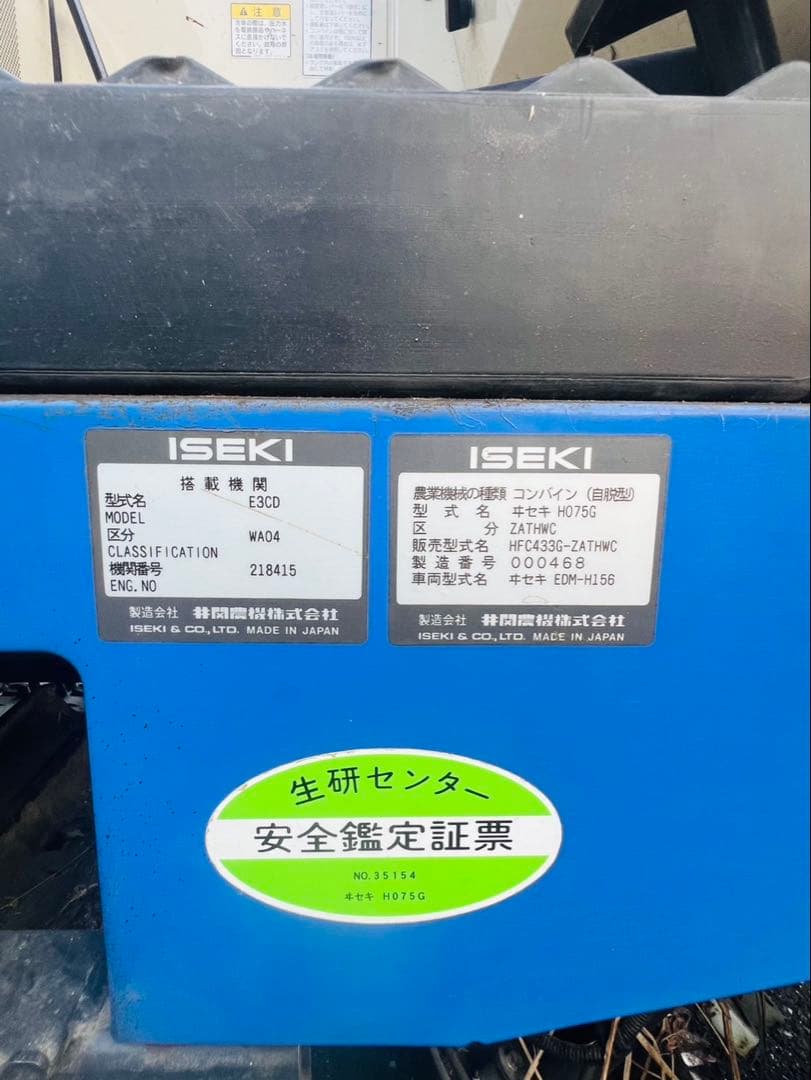 ⚠ 注意
ISEKI
搭載機関
型式名 E3CD
MODEL
区分 WA04
CLASSIFICATION
機関番号 218415
ENG.NO
製造会社 井関農機株式会社
ISEKI & CO.,LTD. MADE IN JAPAN
ISEKI
農業機械の種類 コンバイン (自脱型)
型式名 ヰセキ HO75G
区分 ZATHWC
販売型式名 HFC433G-ZATHWC
製造番号 000468
車両型式名 ヰセキ EDM-H156
製造会社 井関農機株式会社
ISEKI & CO.,LTD. MADE IN JAPAN
生研センター
安全鑑定証票
NO.35154
ヰセキ HO75G